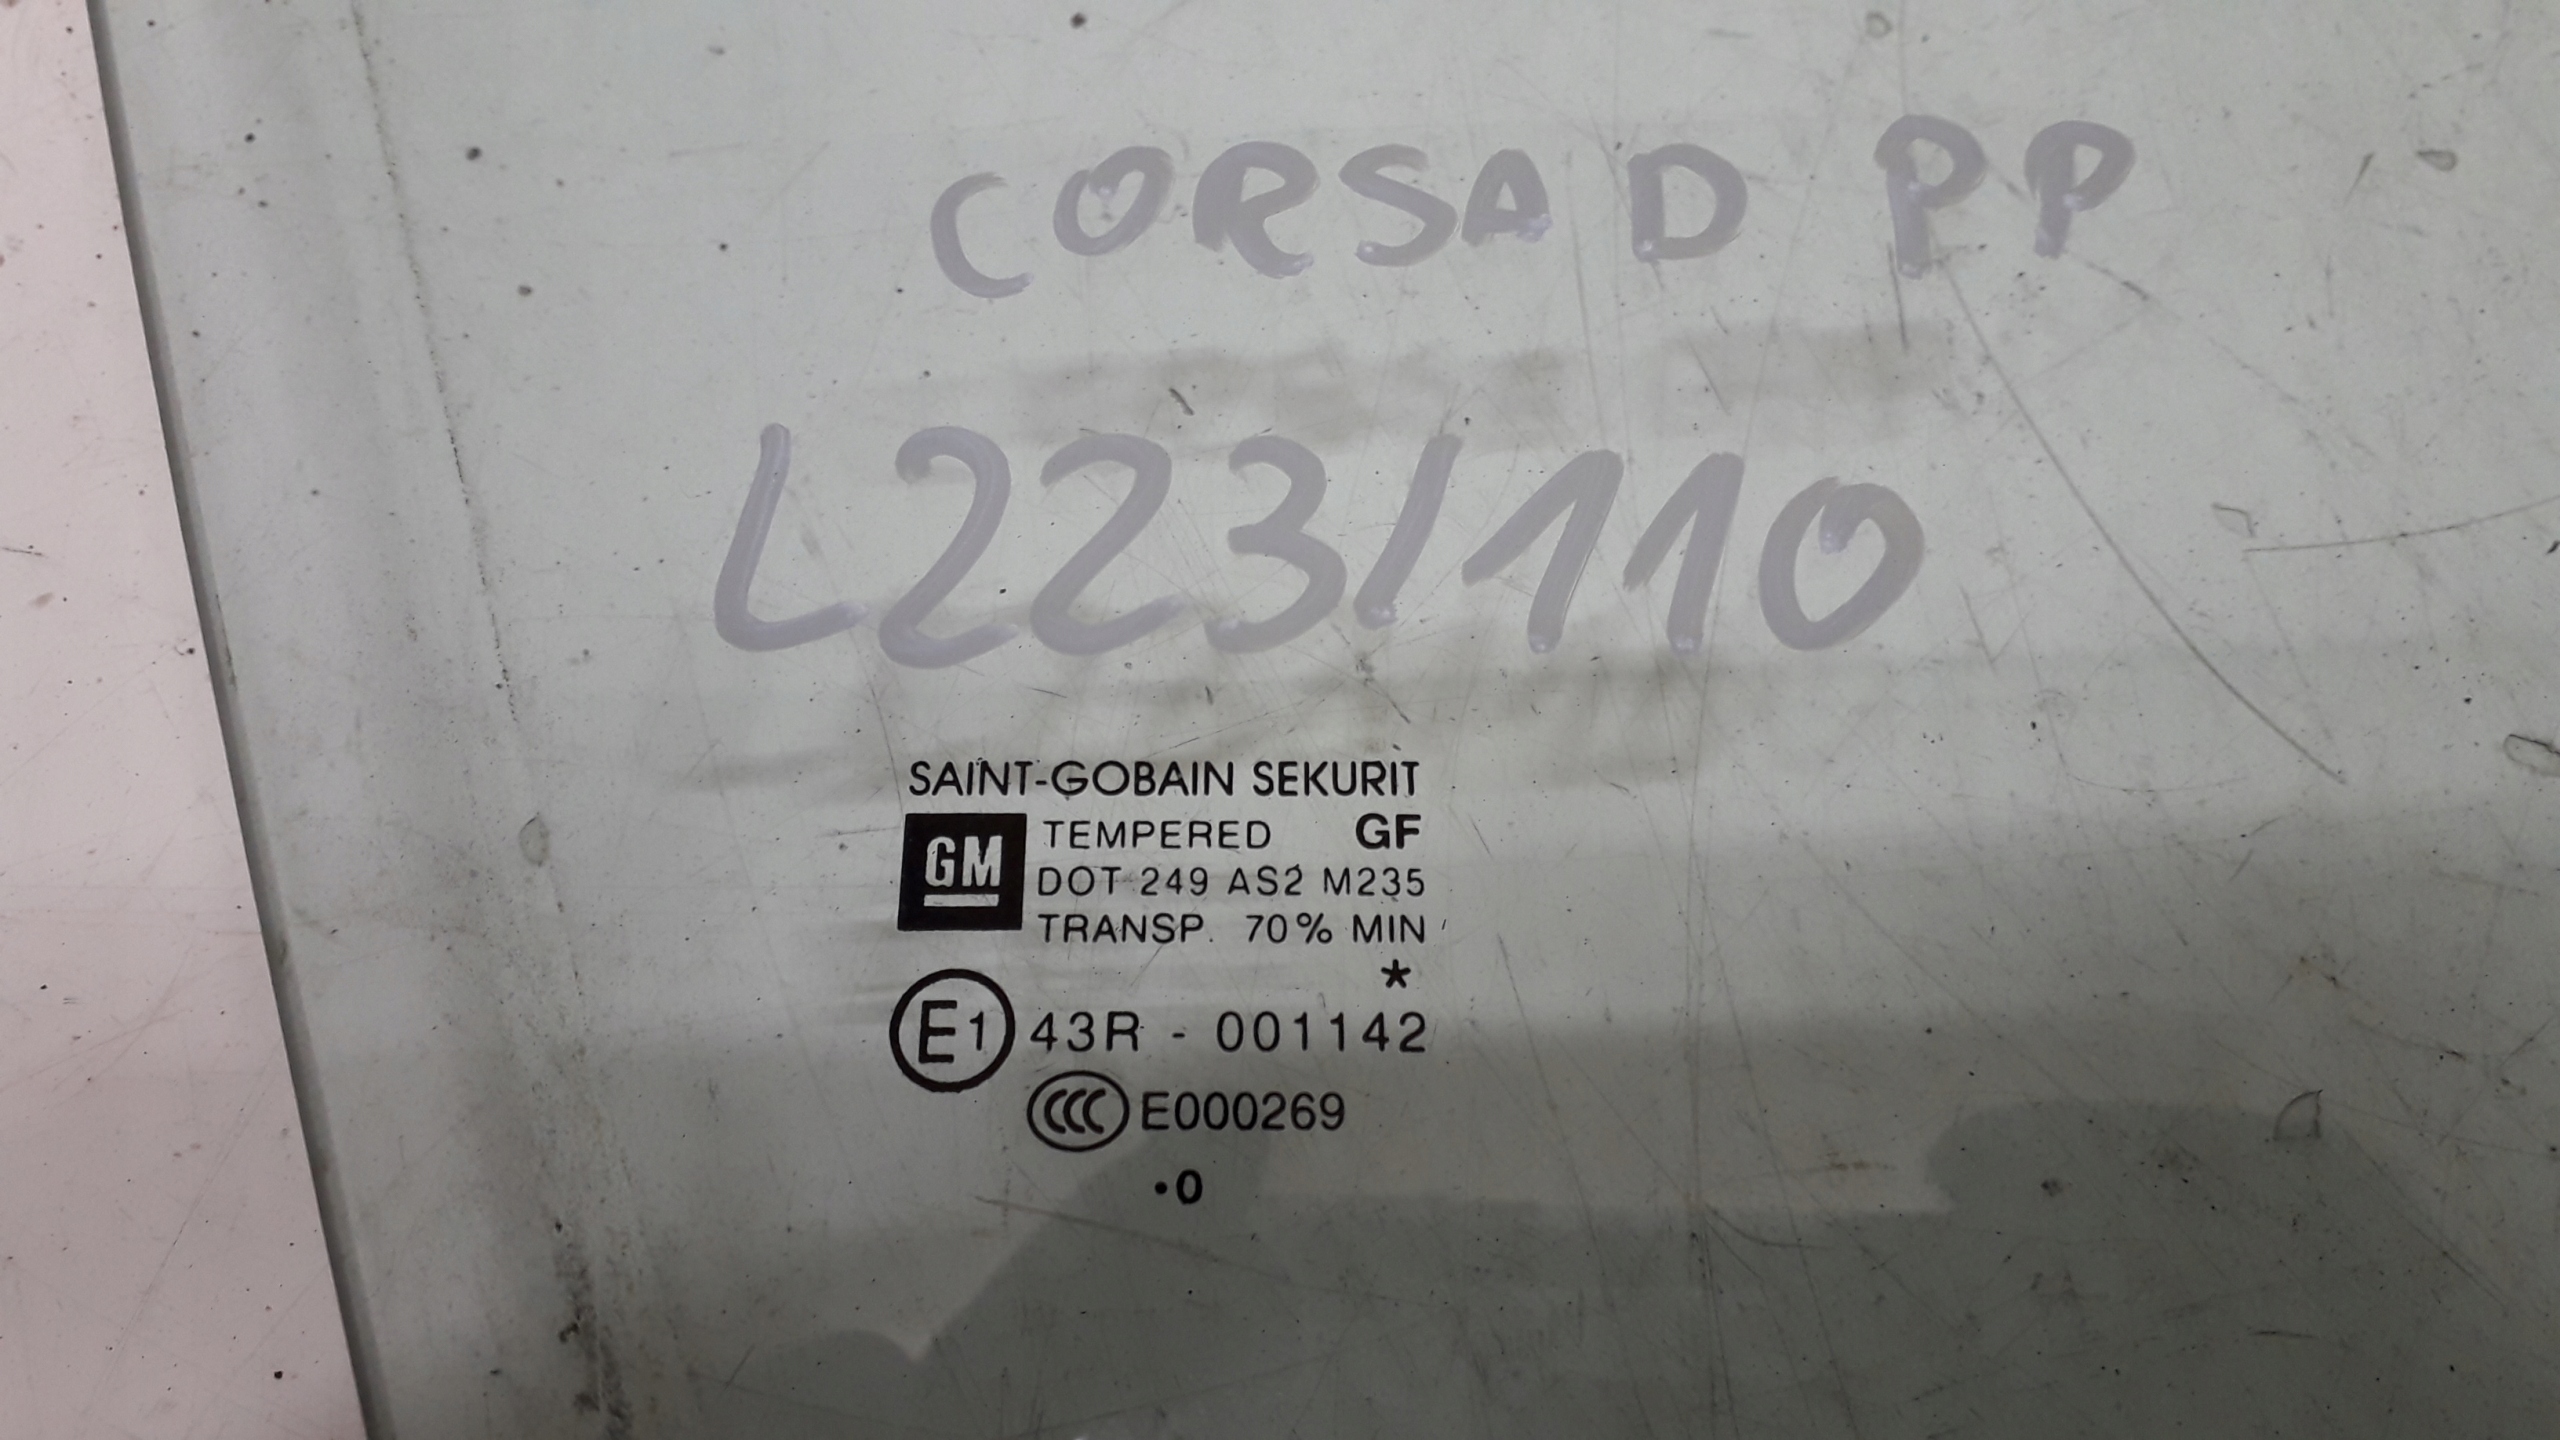 CORSA D PP
L223/110
SAINT-GOBAIN SEKURIT
GM TEMPERED GF
DOT 249 AS2 M235
TRANSP. 70% MIN
*
E1 43R - 001142
CCC E000269
.0